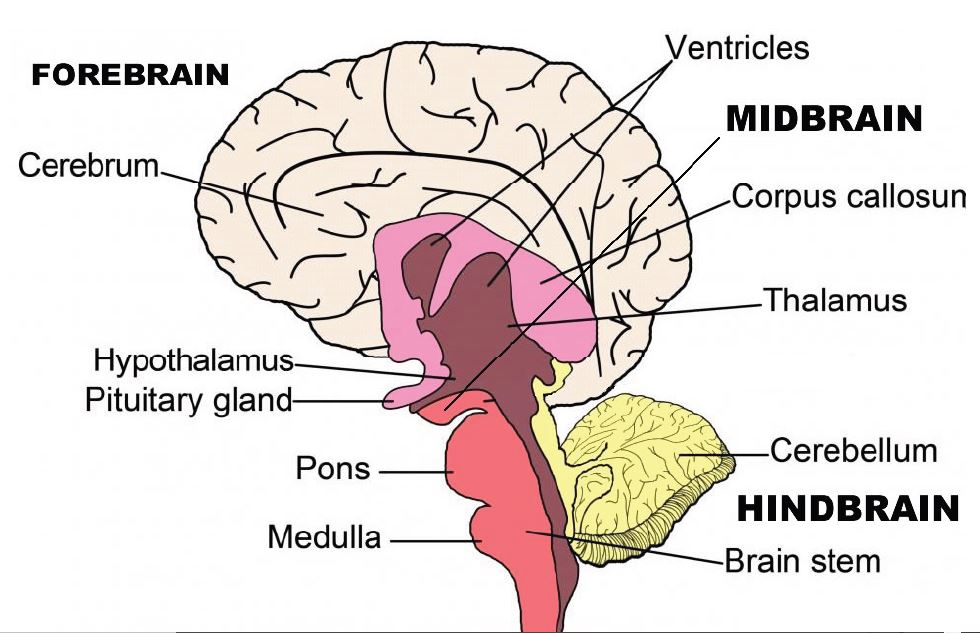 Ventricles
FOREBRAIN
MIDBRAIN
Cerebrum
Corpus callosun
Thalamus
Hypothalamus
Pituitary gland
Cerebellum
Pons
HINDBRAIN
Medulla
Brain stem